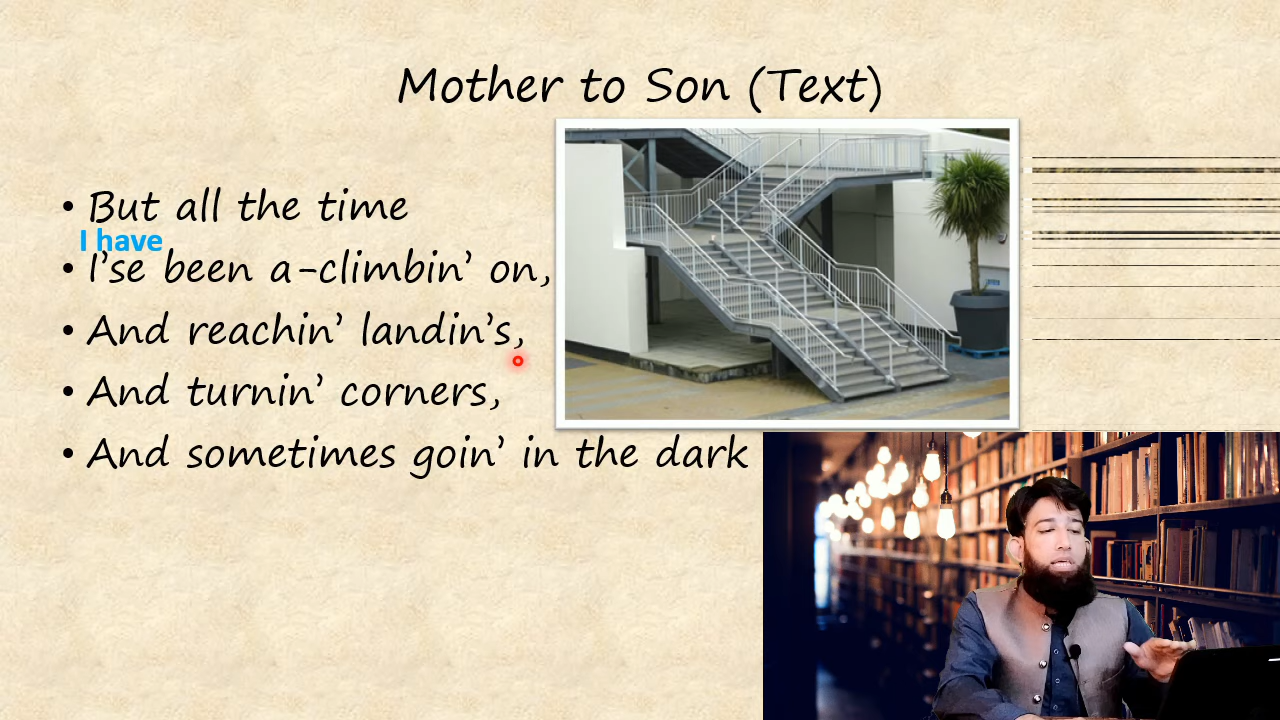 Mother to Son (Text)
• But all the time
I have
• I’se been a-climbin’ on,
• And reachin’ landin’s,
• And turnin’ corners,
• And sometimes goin’ in the dark